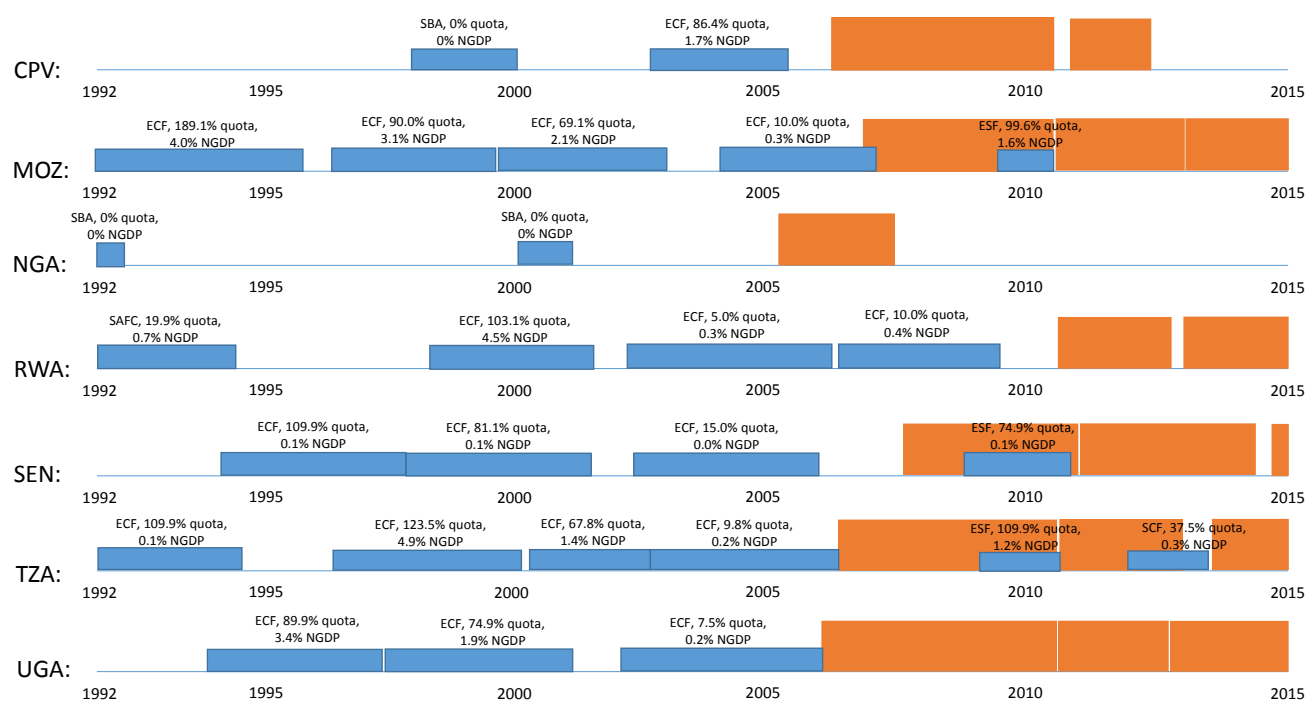 SBA, 0% quota,
0% NGDP
ECF, 86.4% quota,
1.7% NGDP
CPV:
1992 1995 2000 2005 2010 2015
ECF, 189.1% quota,
4.0% NGDP
ECF, 90.0% quota,
3.1% NGDP
ECF, 69.1% quota,
2.1% NGDP
ECF, 10.0% quota,
0.3% NGDP
ESF, 99.6% quota,
1.6% NGDP
MOZ:
1992 1995 2000 2005 2010 2015
SBA, 0% quota,
0% NGDP
SBA, 0% quota,
0% NGDP
NGA:
1992 1995 2000 2005 2010 2015
SAFC, 19.9% quota,
0.7% NGDP
ECF, 103.1% quota,
4.5% NGDP
ECF, 5.0% quota,
0.3% NGDP
ECF, 10.0% quota,
0.4% NGDP
RWA:
1992 1995 2000 2005 2010 2015
ECF, 109.9% quota,
0.1% NGDP
ECF, 81.1% quota,
0.1% NGDP
ECF, 15.0% quota,
0.0% NGDP
ESF, 74.9% quota,
0.1% NGDP
SEN:
1992 1995 2000 2005 2010 2015
ECF, 109.9% quota,
0.1% NGDP
ECF, 123.5% quota,
4.9% NGDP
ECF, 67.8% quota,
1.4% NGDP
ECF, 9.8% quota,
0.2% NGDP
ESF, 109.9% quota,
1.2% NGDP
SCF, 37.5% quota,
0.3% NGDP
TZA:
1992 1995 2000 2005 2010 2015
ECF, 89.9% quota,
3.4% NGDP
ECF, 74.9% quota,
1.9% NGDP
ECF, 7.5% quota,
0.2% NGDP
UGA:
1992 1995 2000 2005 2010 2015